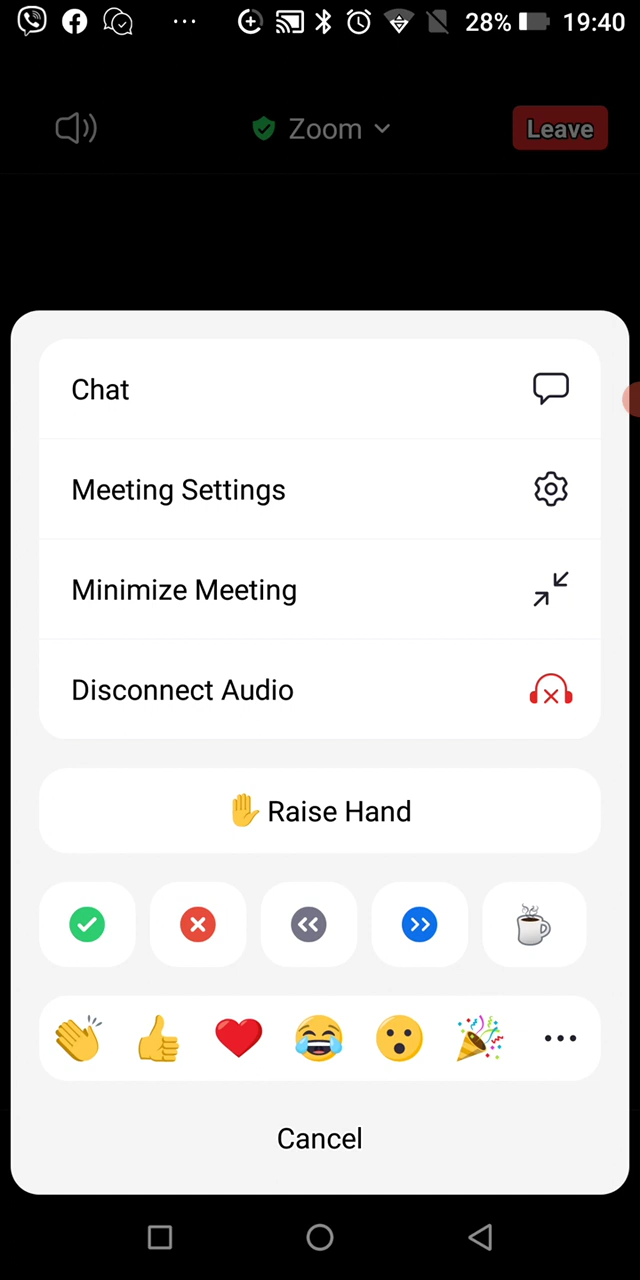 28% 19:40
Zoom
Leave
Chat
Meeting Settings
Minimize Meeting
Disconnect Audio
Raise Hand
Cancel